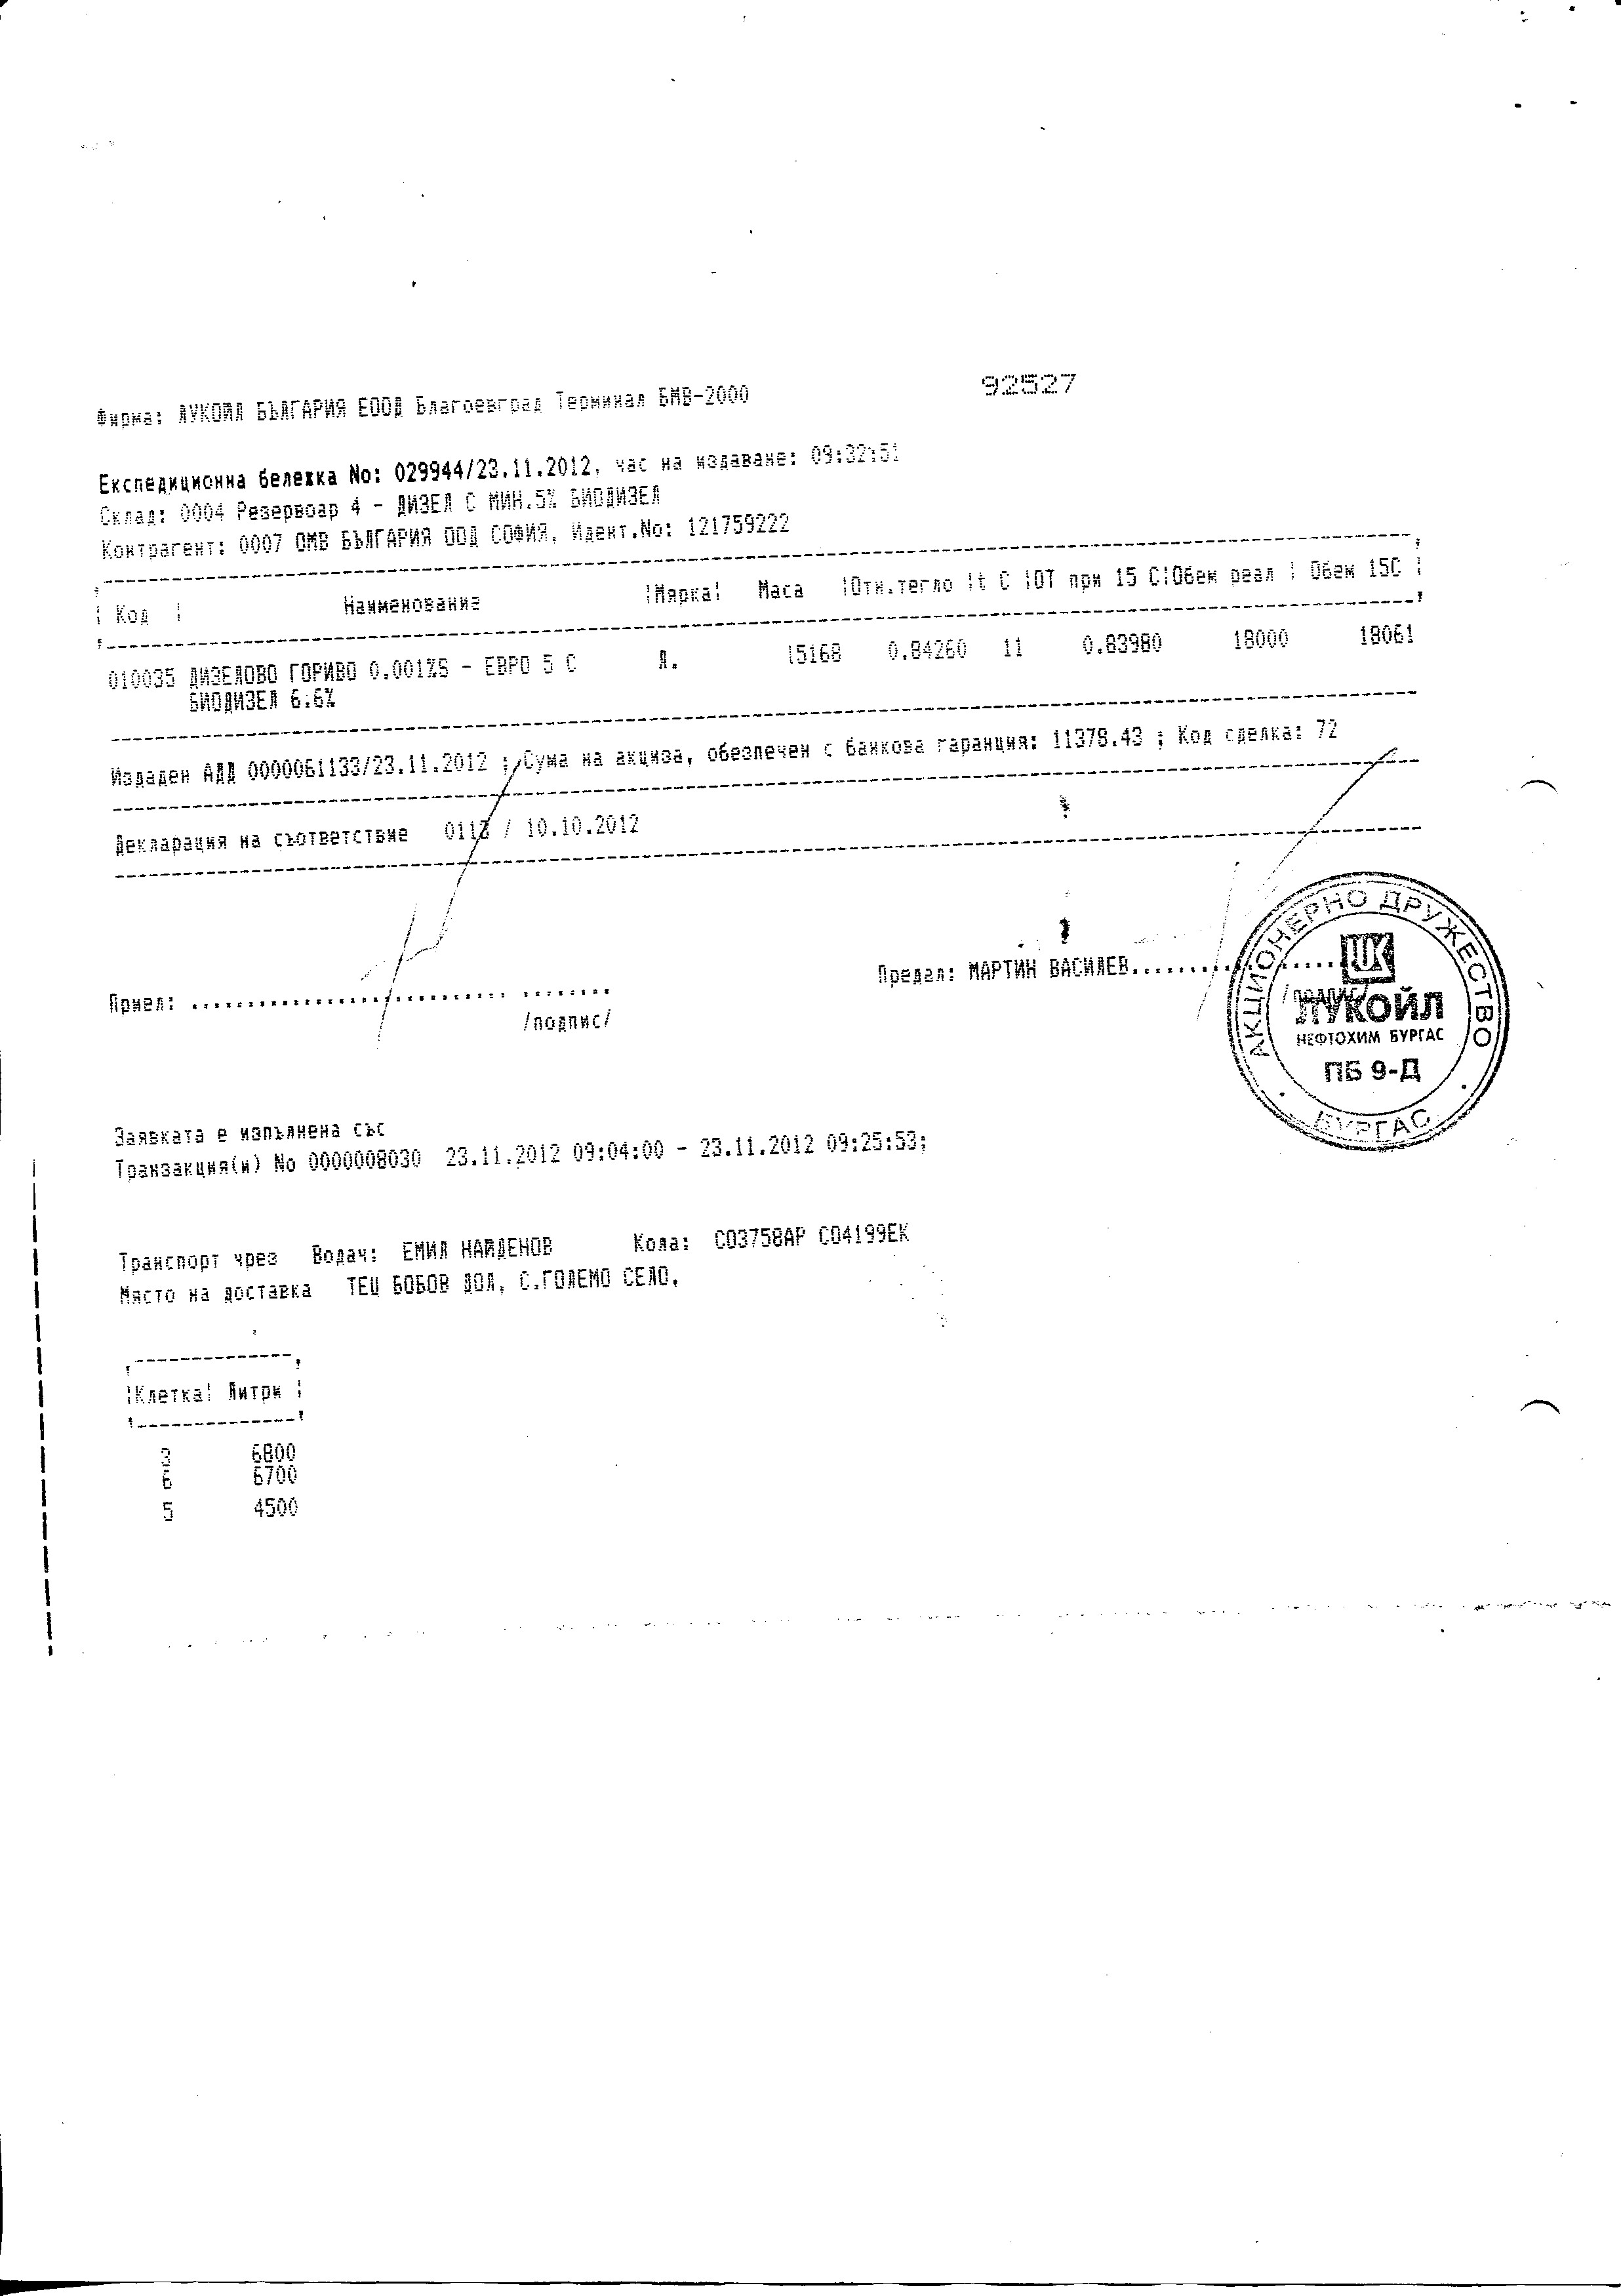 92527
Фирма: ЛУКОЙЛ БЪЛГАРИЯ ЕООД Благоевград Терминал БМВ-2000
Експедиционна бележка No: 029944/23.11.2012, час на издаване: 09:32:51
Склад: 0004 Резервоар 4 - ДИЗЕЛ С МИН.5% БИОДИЗЕЛ
Контрагент: 0007 ОМВ БЪЛГАРИЯ ООД СОФИЯ, Идент.No: 121759222
¦ Код ¦ Наименование ¦Мярка¦ Маса ¦Отн.тегло ¦t C ¦ОТ при 15 C¦Обем реал ¦ Обем 15C ¦
010035 ДИЗЕЛОВО ГОРИВО 0.001%S - ЕВРО 5 С Л. 15168 0.84260 11 0.83980 18000 18061
БИОДИЗЕЛ 6.6%
Издаден АДД 0000061133/23.11.2012 ; Сума на акциза, обезпечен с банкова гаранция: 11378.43 ; Код сделка: 72
Декларация на съответствие / 10.10.2012
Предал: МАРТИН ВАСИЛЕВ....................
/подпис/
Приел: ............................ ........
/подпис/
АКЦИОНЕРНО ДРУЖЕСТВО
ЛУКОЙЛ
НЕФТОХИМ БУРГАС
ПБ 9-Д
БУРГАС
Заявката е изпълнена със
Транзакция(и) No 0000008030 23.11.2012 09:04:00 - 23.11.2012 09:25:53;
Транспорт чрез Водач: ЕМИЛ НАЙДЕНОВ Кола: СО3758АР СО4199ЕК
Място на доставка ТЕЦ БОБОВ ДОЛ, С.ГОЛЕМО СЕЛО,
¦Клетка¦ Литри ¦
3 6800
6 6700
5 4500